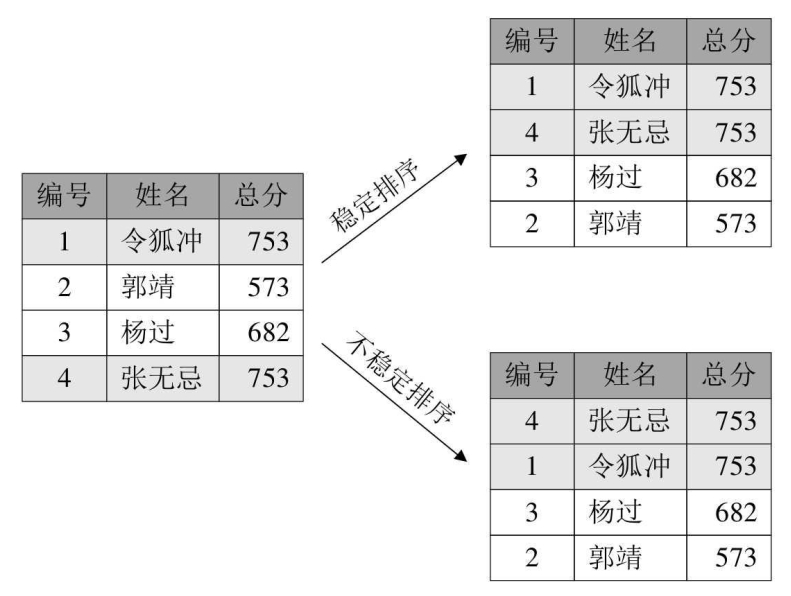 编号 姓名 总分
1 令狐冲 753
2 郭靖 573
3 杨过 682
4 张无忌 753
稳定排序
编号 姓名 总分
1 令狐冲 753
4 张无忌 753
3 杨过 682
2 郭靖 573
不稳定排序
编号 姓名 总分
4 张无忌 753
1 令狐冲 753
3 杨过 682
2 郭靖 573